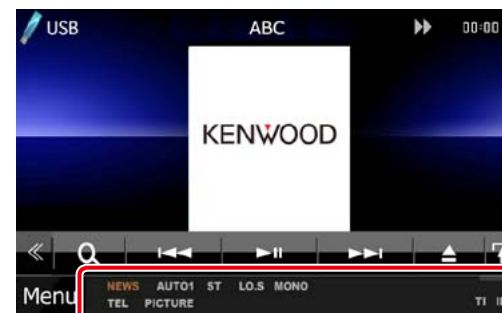 USB ABC 00:00
KENWOOD
Menu NEWS AUTO1 ST LO.S MONO
TEL PICTURE TI